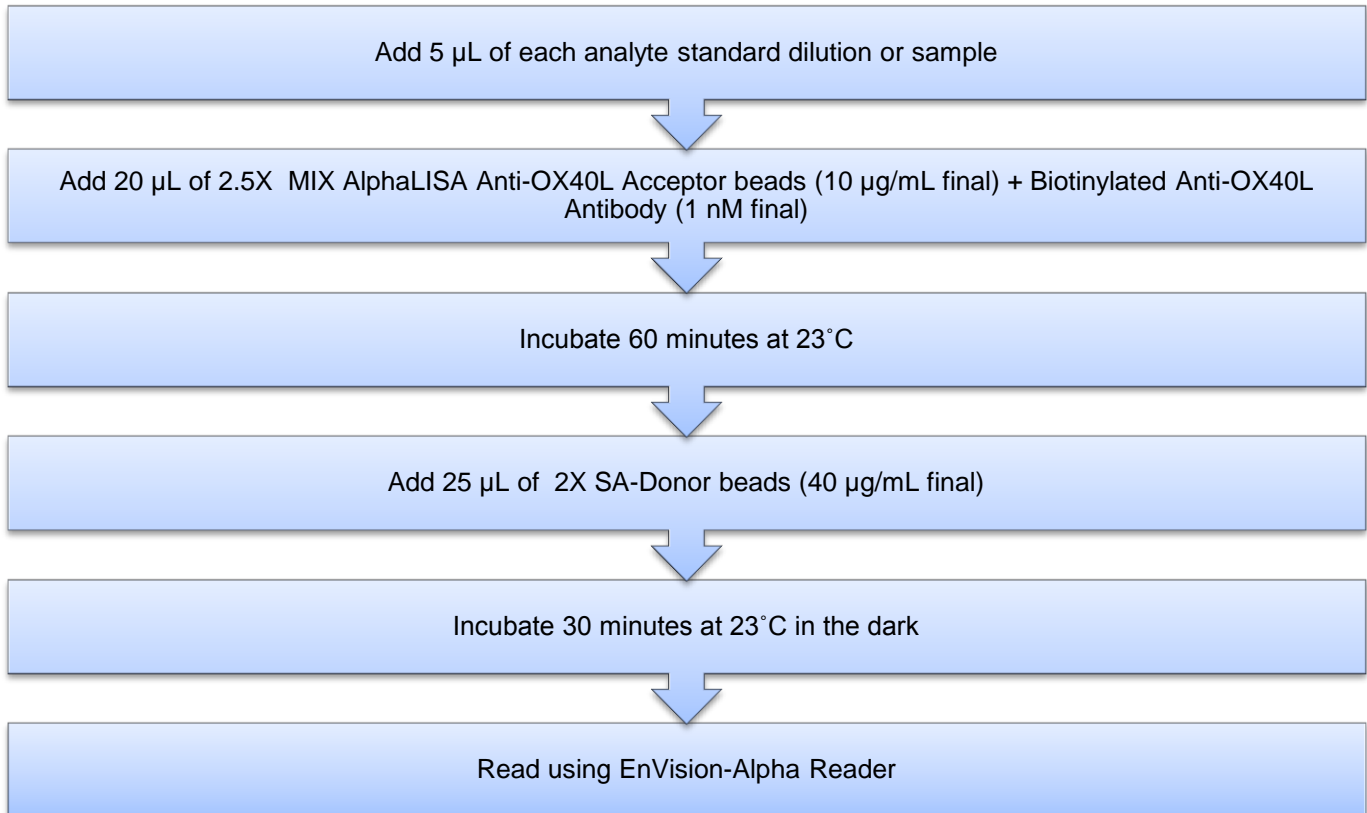 Add 5 µL of each analyte standard dilution or sample
Add 20 µL of 2.5X  MIX AlphaLISA Anti-OX40L Acceptor beads (10 µg/mL final) + Biotinylated Anti-OX40L
Antibody (1 nM final)
Incubate 60 minutes at 23˚C
Add 25 µL of  2X SA-Donor beads (40 µg/mL final)
Incubate 30 minutes at 23˚C in the dark
Read using EnVision-Alpha Reader